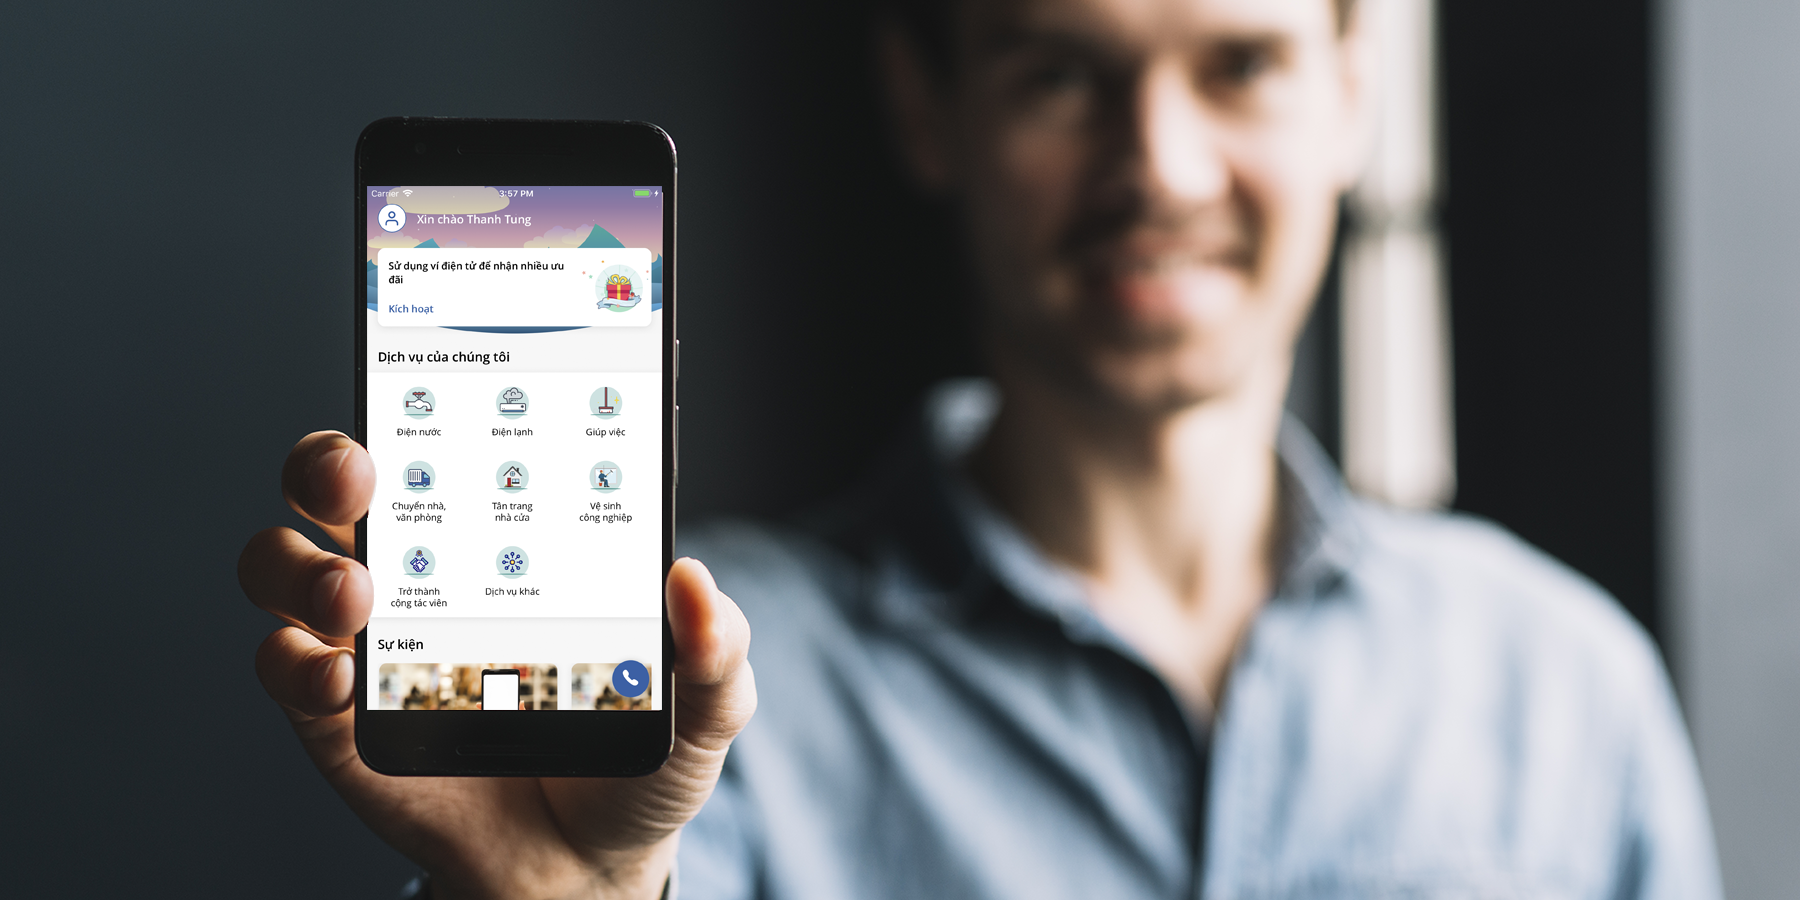 Carrier 3:57 PM
Xin chào Thanh Tung
Sử dụng ví điện tử để nhận nhiều ưu
đãi
Kích hoạt
Dịch vụ của chúng tôi
Điện nước
Điện lạnh
Giúp việc
Chuyển nhà,
văn phòng
Tân trang
nhà cửa
Vệ sinh
công nghiệp
Trở thành
cộng tác viên
Dịch vụ khác
Sự kiện